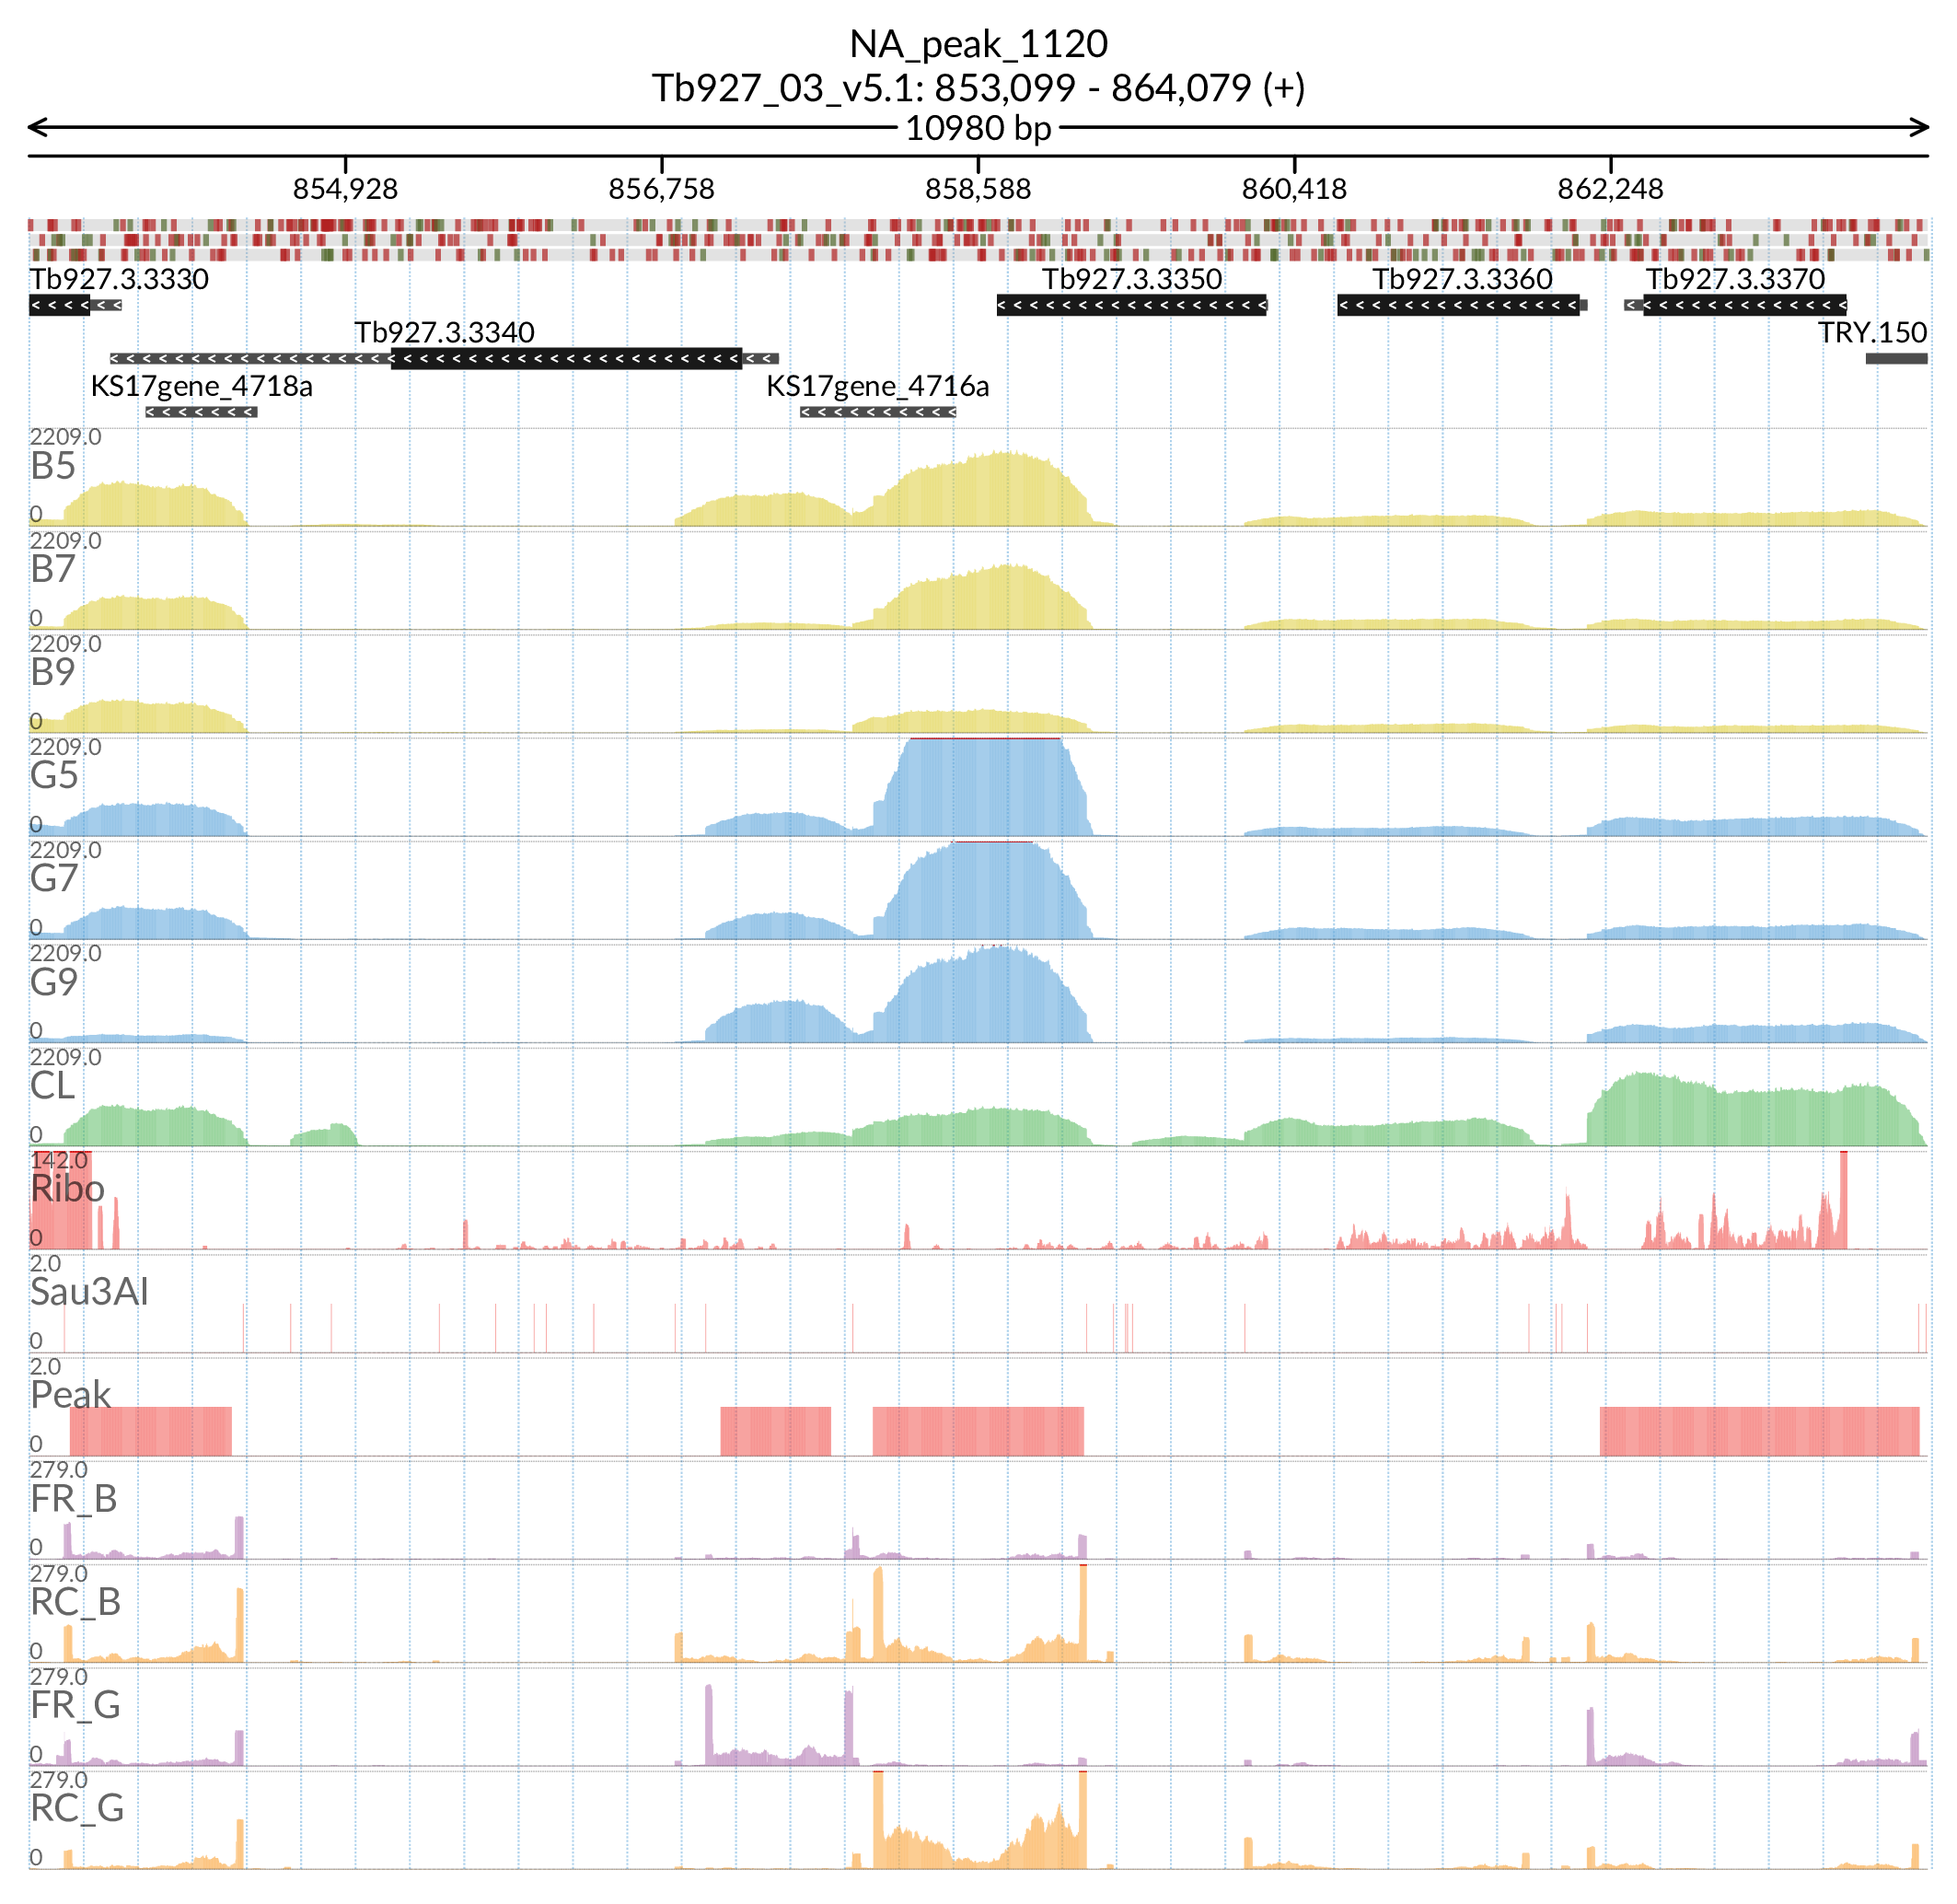 NA_peak_1120
Tb927_03_v5.1: 853,099 - 864,079 (+)
10980 bp
854,928 856,758 858,588 860,418 862,248
Tb927.3.3330 Tb927.3.3350 Tb927.3.3360 Tb927.3.3370
Tb927.3.3340 TRY.150
KS17gene_4718a KS17gene_4716a
2209.0
B5
0
2209.0
B7
0
2209.0
B9
0
2209.0
G5
0
2209.0
G7
0
2209.0
G9
0
2209.0
CL
0
142.0
Ribo
0
2.0
Sau3AI
0
2.0
Peak
0
279.0
FR_B
0
279.0
RC_B
0
279.0
FR_G
0
279.0
RC_G
0